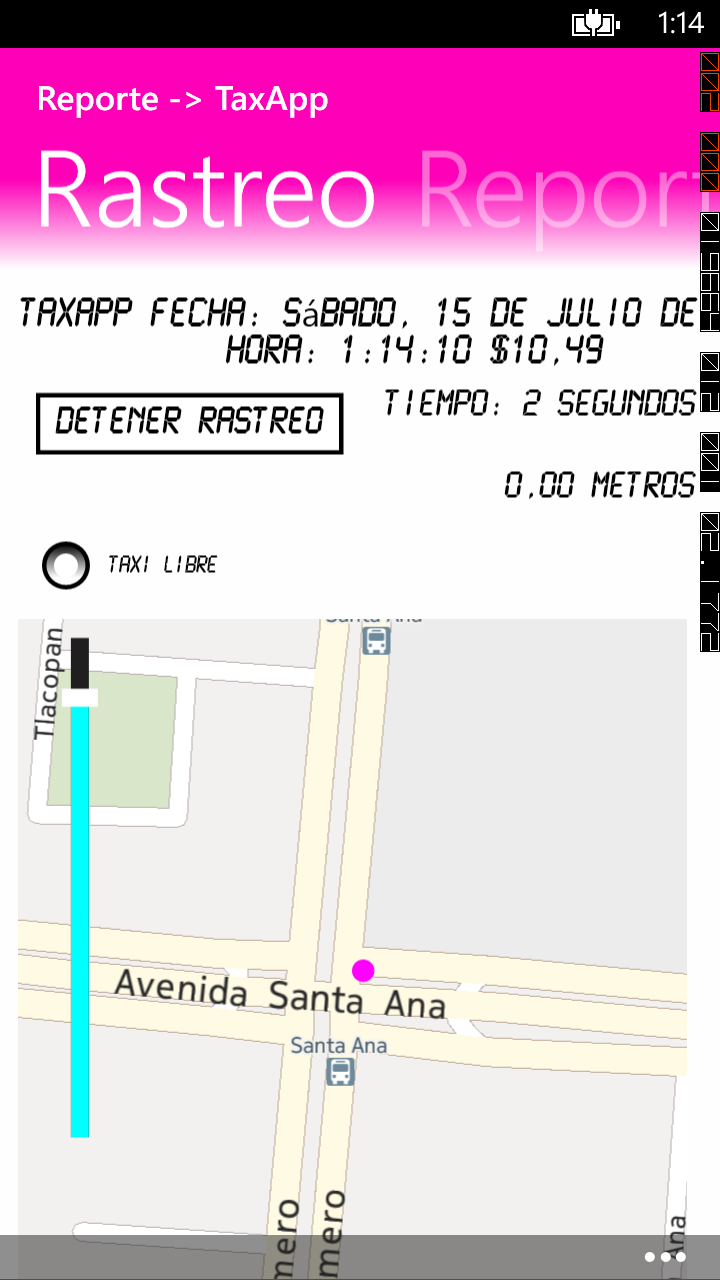 1:14
Reporte -> TaxApp
Rastreo Report
TAXAPP FECHA: SáBADO, 15 DE JULIO DE
HORA: 1:14:10 $10,49
DETENER RASTREO
TIEMPO: 2 SEGUNDOS
0,00 METROS
TAXI LIBRE
Santa Ana
Tlacopan
Avenida Santa Ana
Santa Ana
mero
mero
Ana